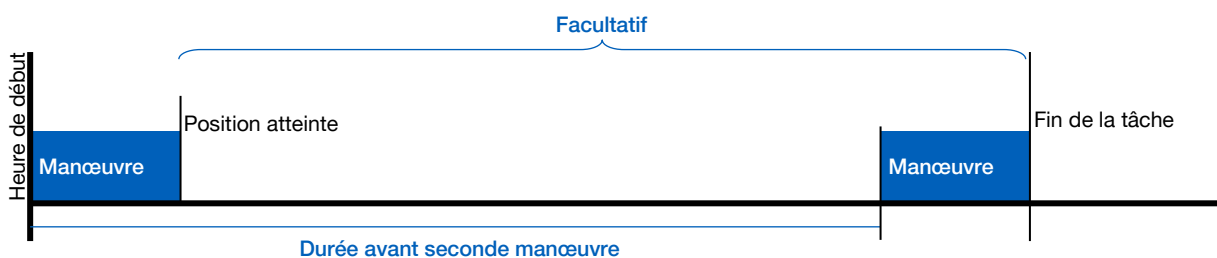 Facultatif
Heure de début
Position atteinte
Fin de la tâche
Manœuvre
Manœuvre
Durée avant seconde manœuvre